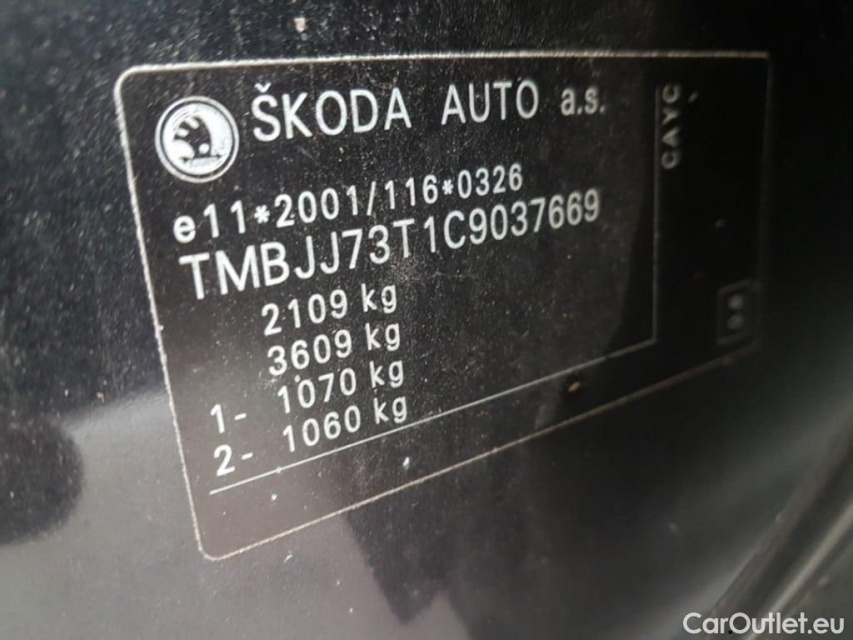 ŠKODA AUTO a.s.
e11*2001/116*0326
TMBJJ73T1C9037669
2109 kg
3609 kg
1- 1070 kg
2- 1060 kg
CAYC
CarOutlet.eu